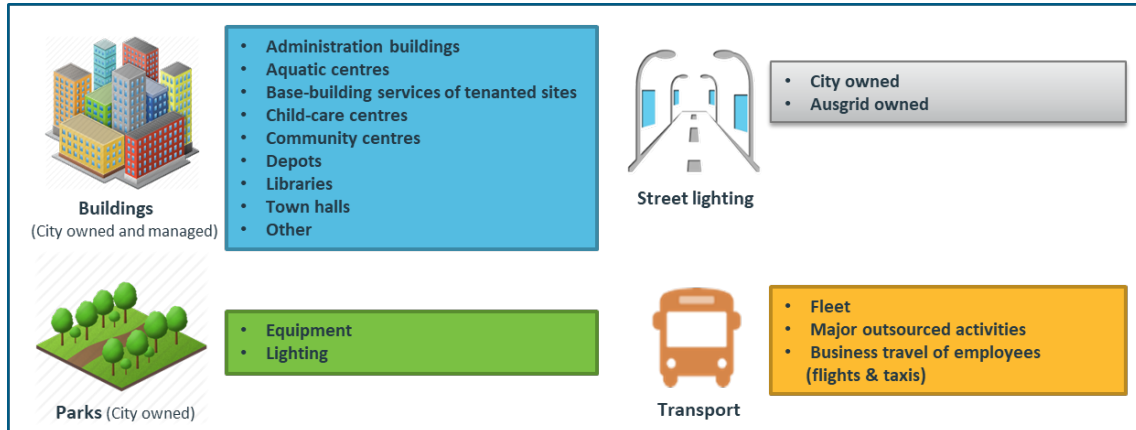 • Administration buildings
• Aquatic centres
• Base-building services of tenanted sites
• Child-care centres
• Community centres
• Depots
• Libraries
• Town halls
• Other
Buildings
(City owned and managed)
• City owned
• Ausgrid owned
Street lighting
• Equipment
• Lighting
Parks (City owned)
• Fleet
• Major outsourced activities
• Business travel of employees
(flights & taxis)
Transport